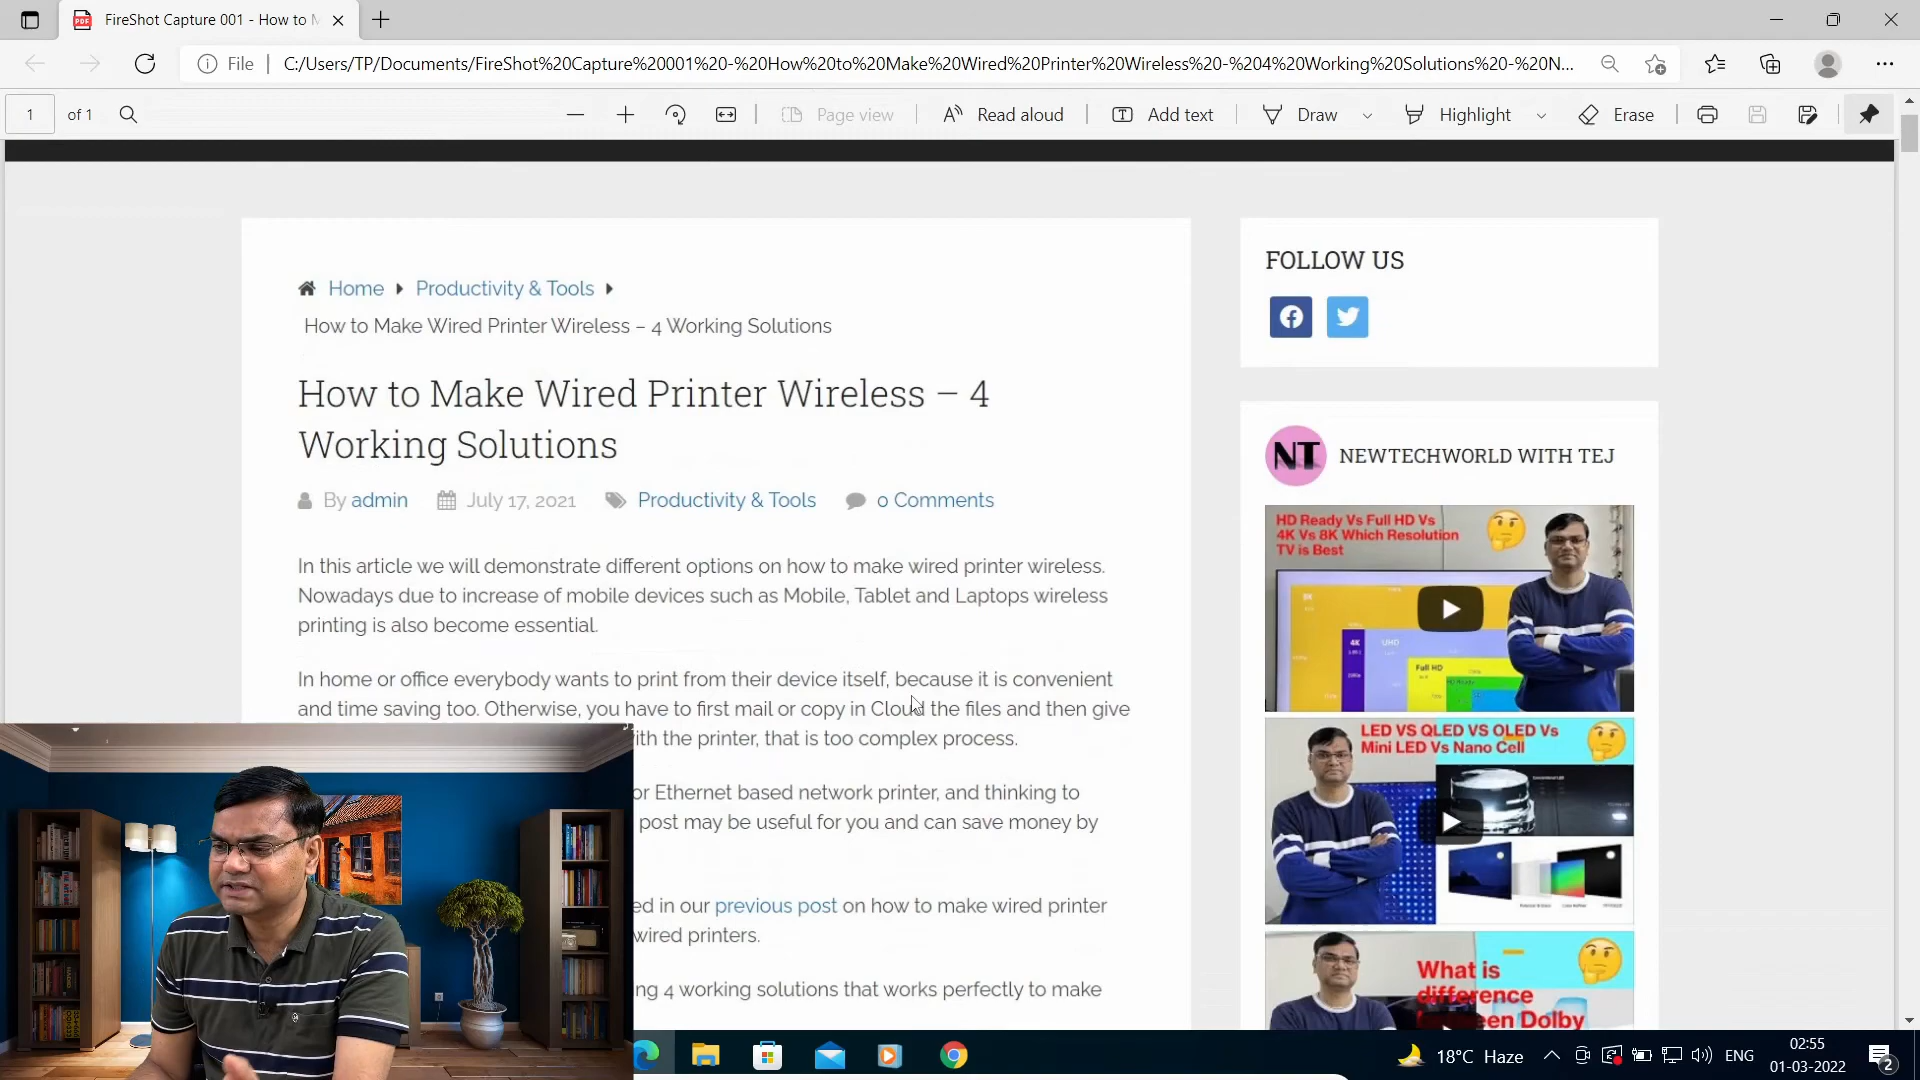 FireShot Capture 001 - How to M
File
C:/Users/TP/Documents/FireShot%20Capture%20001%20-%20How%20to%20Make%20Wired%20Printer%20Wireless%20-%204%20Working%20Solutions%20-%20N...
1 of 1
Page view
Read aloud
Add text
Draw
Highlight
Erase
Home
Productivity & Tools
How to Make Wired Printer Wireless – 4 Working Solutions
How to Make Wired Printer Wireless – 4
Working Solutions
By admin
July 17, 2021
Productivity & Tools
0 Comments
In this article we will demonstrate different options on how to make wired printer wireless.
Nowadays due to increase of mobile devices such as Mobile, Tablet and Laptops wireless
printing is also become essential.
In home or office everybody wants to print from their device itself, because it is convenient
and time saving too. Otherwise, you have to first mail or copy in Cloud the files and then give
ith the printer, that is too complex process.
or Ethernet based network printer, and thinking to
post may be useful for you and can save money by
ed in our previous post on how to make wired printer
wired printers.
ng 4 working solutions that works perfectly to make
FOLLOW US
NT NEWTECHWORLD WITH TEJ
HD Ready Vs Full HD Vs
4K Vs 8K Which Resolution
TV is Best
8K
4K
UHD
Full HD
HD Ready
LED VS QLED VS OLED Vs
Mini LED Vs Nano Cell
What is
difference
een Dolby
18°C Haze
ENG
02:55
01-03-2022
2